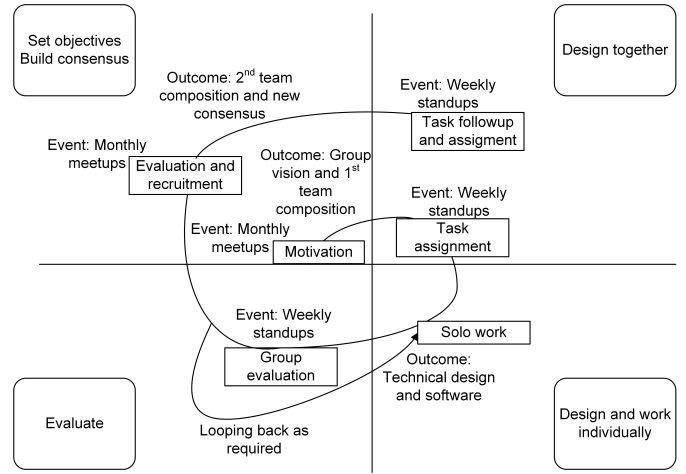 Set objectives
Build consensus
Design together
Outcome: 2nd team
composition and new
consensus
Event: Weekly
standups
Task followup
and assigment
Event: Monthly
meetups
Evaluation and
recruitment
Outcome: Group
vision and 1st
team
composition
Event: Weekly
standups
Task
assignment
Event: Monthly
meetups
Motivation
Event: Weekly
standups
Group
evaluation
Solo work
Outcome:
Technical design
and software
Looping back as
required
Evaluate
Design and work
individually